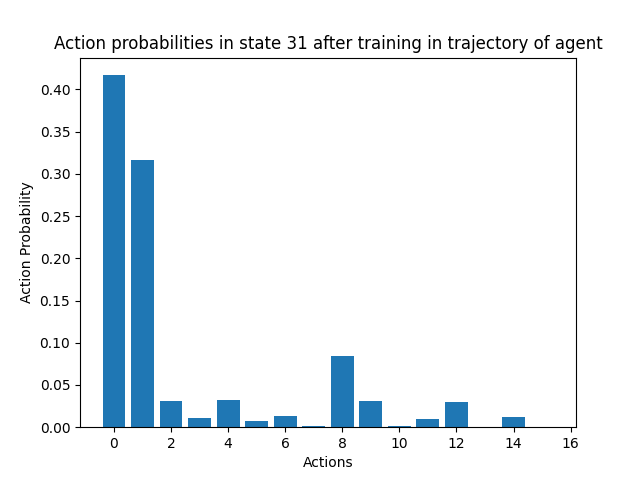 Action probabilities in state 31 after training in trajectory of agent
0.40
0.35
0.30
0.25
0.20
0.15
0.10
0.05
0.00
Action Probability
0 2 4 6 8 10 12 14 16
Actions